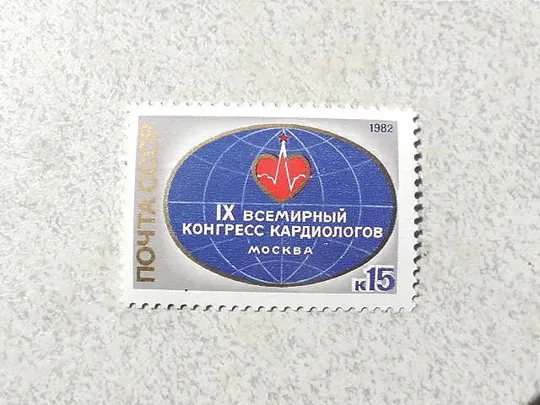 ПОЧТА СССР
1982
IX ВСЕМИРНЫЙ
КОНГРЕСС КАРДИОЛОГОВ
МОСКВА
к15